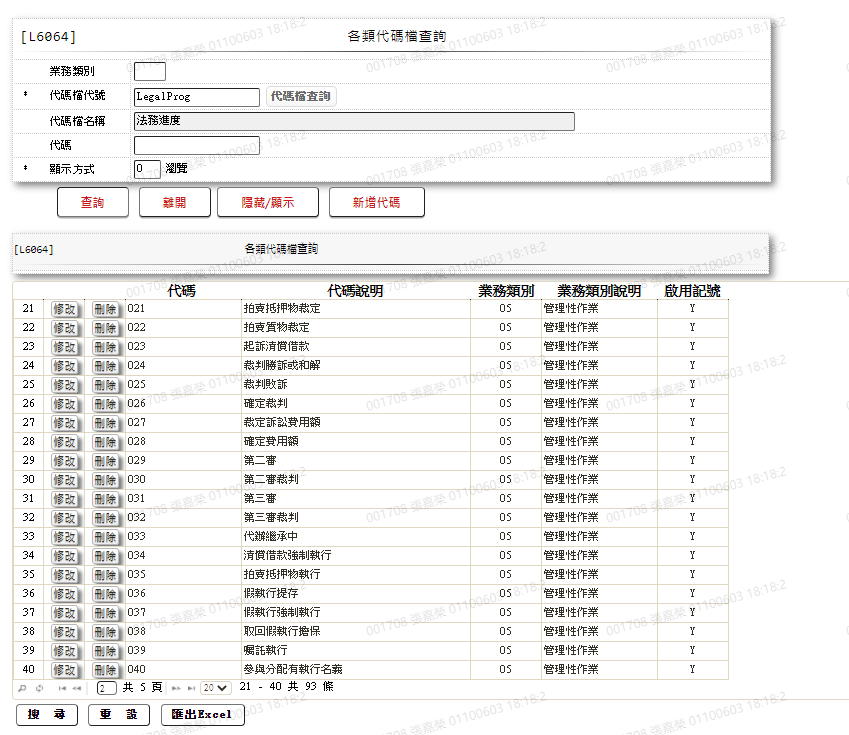 [L6064] 各類代碼檔查詢
業務類別
* 代碼檔代號 LegalProg 代碼檔查詢
代碼檔名稱 法務進度
代碼
* 顯示方式 0 瀏覽
查詢 離開 隱藏/顯示 新增代碼
[L6064] 各類代碼檔查詢
代碼 代碼說明 業務類別 業務類別說明 啟用記號
21 修改 刪除 021 拍賣抵押物裁定 05 管理性作業 Y
22 修改 刪除 022 拍賣質物裁定 05 管理性作業 Y
23 修改 刪除 023 起訴清償借款 05 管理性作業 Y
24 修改 刪除 024 裁判勝訴或和解 05 管理性作業 Y
25 修改 刪除 025 裁判敗訴 05 管理性作業 Y
26 修改 刪除 026 確定裁判 05 管理性作業 Y
27 修改 刪除 027 裁定訴訟費用額 05 管理性作業 Y
28 修改 刪除 028 確定費用額 05 管理性作業 Y
29 修改 刪除 029 第二審 05 管理性作業 Y
30 修改 刪除 030 第二審裁判 05 管理性作業 Y
31 修改 刪除 031 第三審 05 管理性作業 Y
32 修改 刪除 032 第三審裁判 05 管理性作業 Y
33 修改 刪除 033 代辦繼承中 05 管理性作業 Y
34 修改 刪除 034 清償借款強制執行 05 管理性作業 Y
35 修改 刪除 035 拍賣抵押物執行 05 管理性作業 Y
36 修改 刪除 036 假執行提存 05 管理性作業 Y
37 修改 刪除 037 假執行強制執行 05 管理性作業 Y
38 修改 刪除 038 取回假執行擔保 05 管理性作業 Y
39 修改 刪除 039 囑託執行 05 管理性作業 Y
40 修改 刪除 040 參與分配有執行名義 05 管理性作業 Y
2 共 5 頁 20 21 - 40 共 93 條
搜 尋 重 設 匯出Excel
001708 張嘉榮 01100603 18:18:2